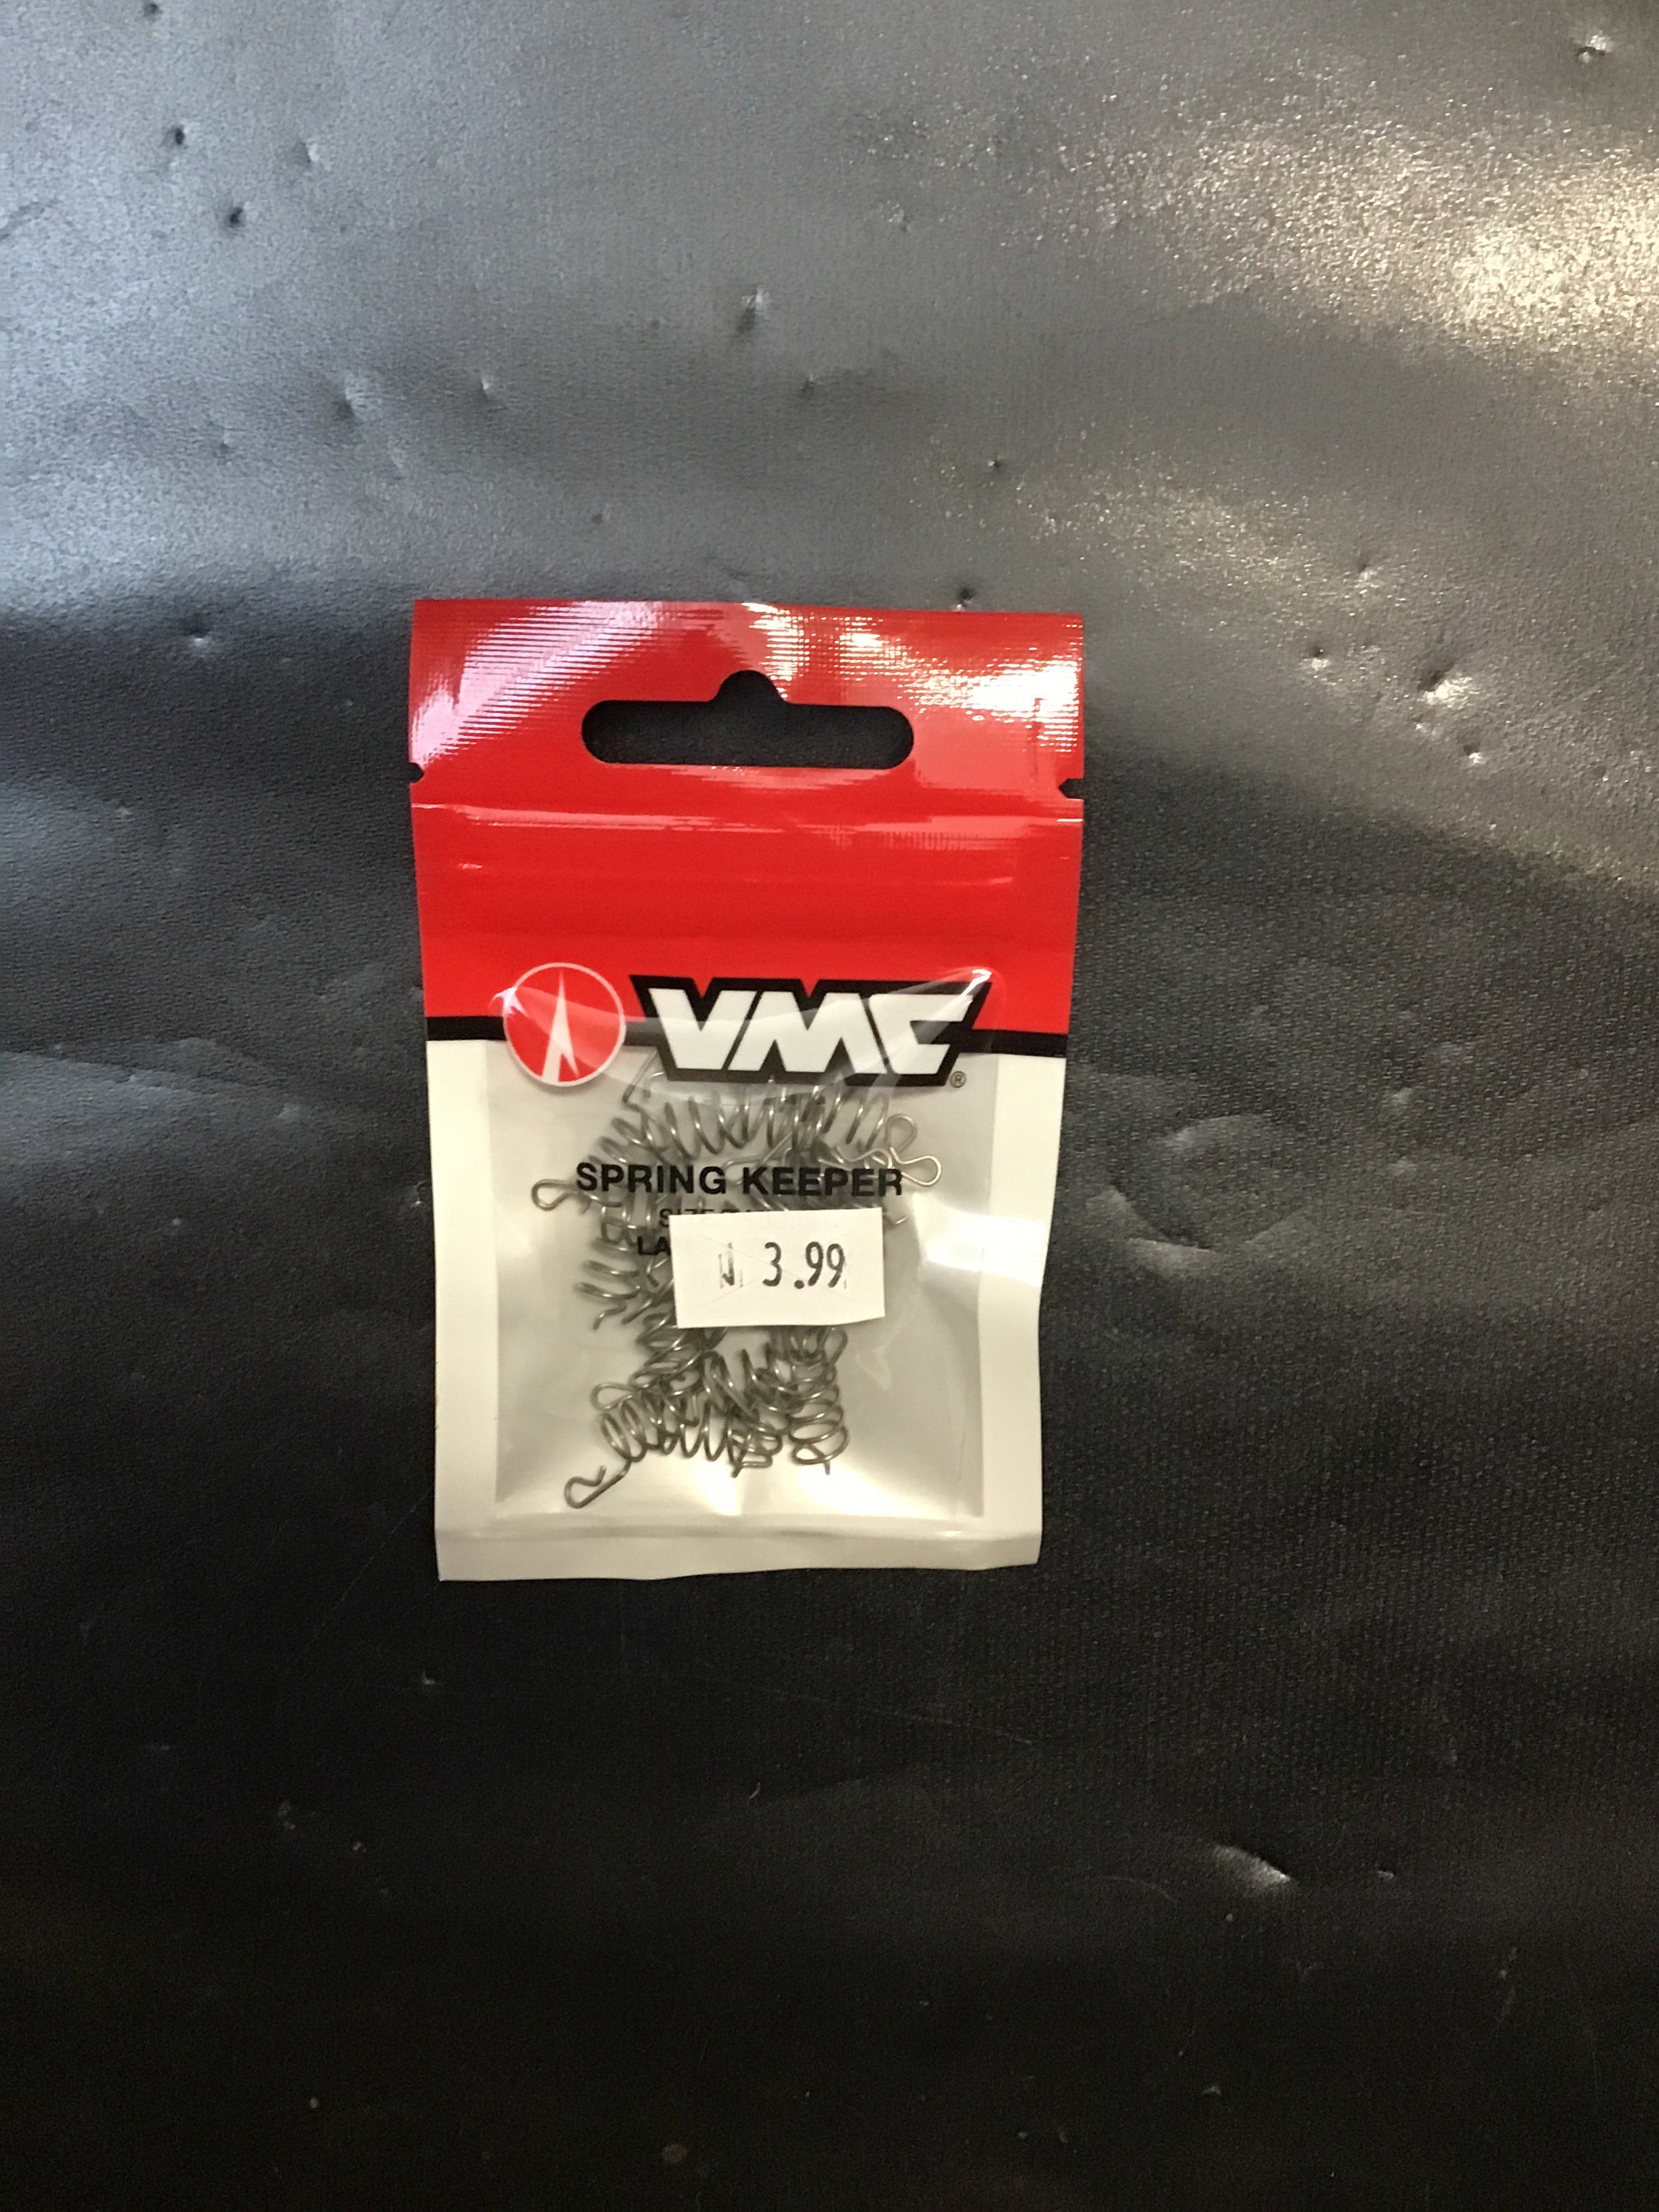 VMC
®
SPRING KEEPER
3.99